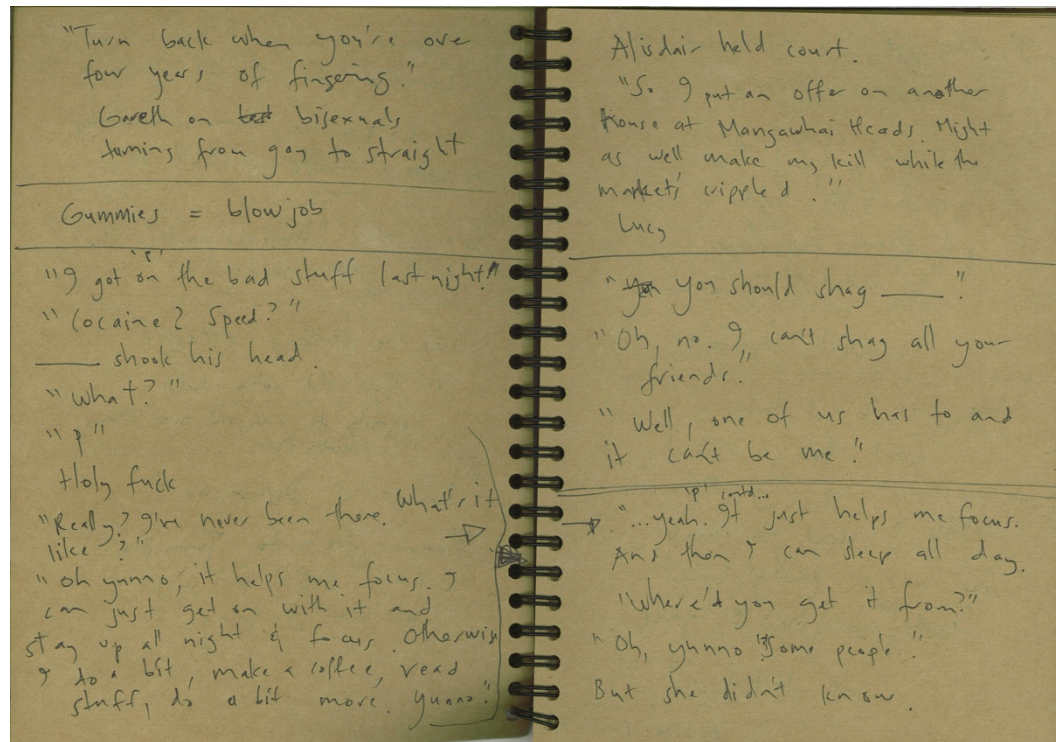 "Turn back when you're over
four years of fingering."
Gareth on bisexuals
turning from gay to straight
Gummies = blowjob
'p'
"I got on the bad stuff last night!"
"Cocaine? Speed?"
—— shook his head.
"What?"
"p"
Holy fuck
"Really? I've never been there. What's it
like?"
"Oh yunno, it helps me focus. I
can just get on with it and
stay up all night & focus. Otherwise
I do a bit, make a coffee, read
stuff, do a bit more. yunno."
Alisdair held court.
"So I put an offer on another
house at Mangawhai Heads. Might
as well make my kill while the
market's crippled."
Lucy
"you should shag ——".
"Oh, no. I can't shag all your
friends."
"Well, one of us has to and
it can't be me."
'p' contd...
"...yeah. It just helps me focus.
And then I can sleep all day.
"Where'd you get it from?"
"Oh, yunno some people."
But she didn't know.